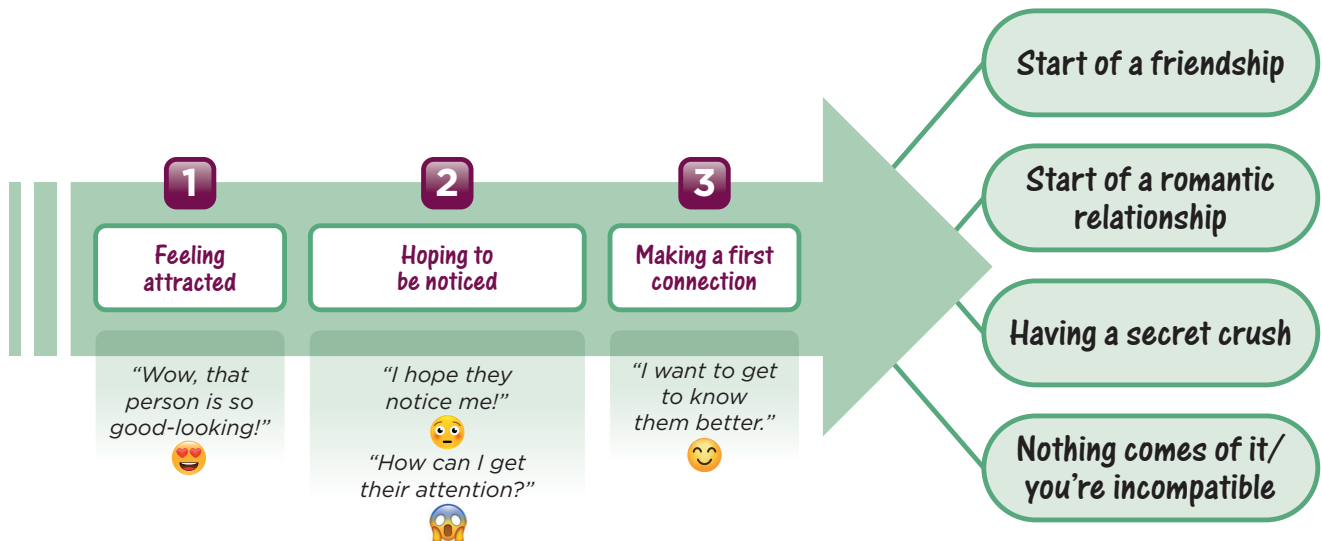 1
Feeling
attracted
“Wow, that
person is so
good-looking!”
2
Hoping to
be noticed
“I hope they
notice me!”
“How can I get
their attention?”
3
Making a first
connection
“I want to get
to know
them better.”
Start of a friendship
Start of a romantic
relationship
Having a secret crush
Nothing comes of it/
you’re incompatible